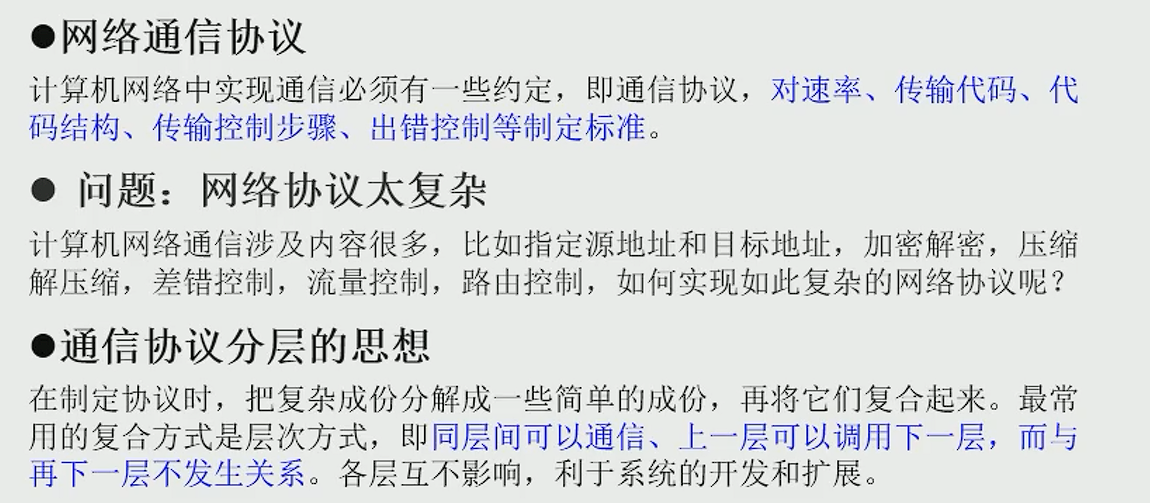 ●网络通信协议
计算机网络中实现通信必须有一些约定，即通信协议，对速率、传输代码、代
码结构、传输控制步骤、出错控制等制定标准。
● 问题：网络协议太复杂
计算机网络通信涉及内容很多，比如指定源地址和目标地址，加密解密，压缩
解压缩，差错控制，流量控制，路由控制，如何实现如此复杂的网络协议呢？
●通信协议分层的思想
在制定协议时，把复杂成份分解成一些简单的成份，再将它们复合起来。最常
用的复合方式是层次方式，即同层间可以通信、上一层可以调用下一层，而与
再下一层不发生关系。各层互不影响，利于系统的开发和扩展。